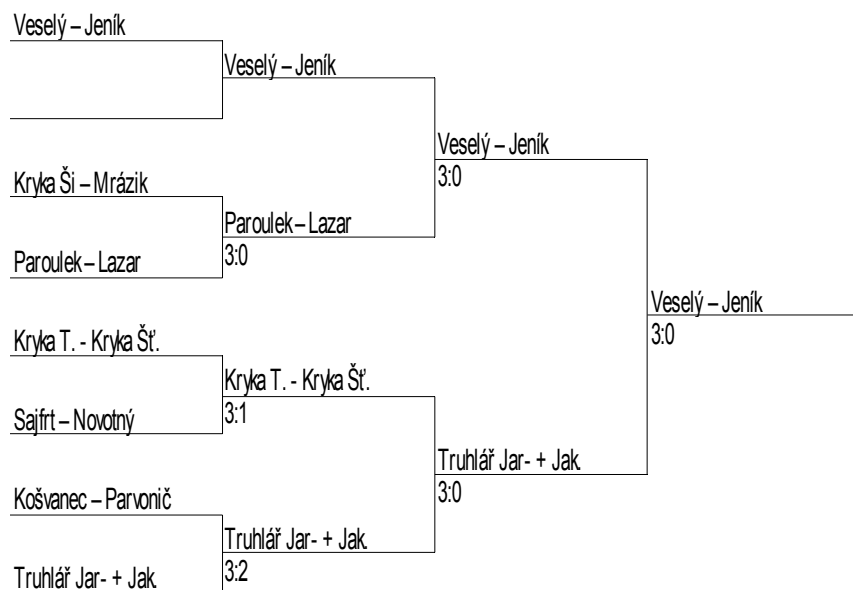 Veselý – Jeník
Veselý – Jeník
Veselý – Jeník
3:0
Kryka Ši – Mrázik
Paroulek – Lazar
3:0
Paroulek – Lazar
Veselý – Jeník
3:0
Kryka T. - Kryka Šť.
Kryka T. - Kryka Šť.
3:1
Sajfrt – Novotný
Truhlář Jar- + Jak.
3:0
Košvanec – Parvonič
Truhlář Jar- + Jak.
3:2
Truhlář Jar- + Jak.